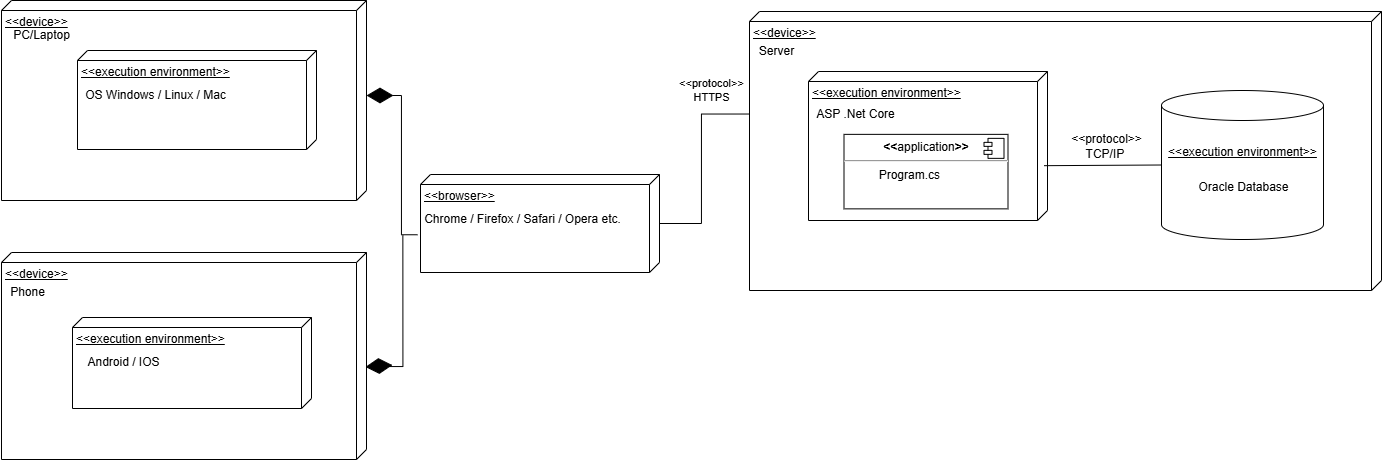 <<device>>
PC/Laptop
<<execution environment>>
OS Windows / Linux / Mac
<<device>>
Phone
<<execution environment>>
Android / IOS
<<browser>>
Chrome / Firefox / Safari / Opera etc.
<<protocol>>
HTTPS
<<device>>
Server
<<execution environment>>
ASP .Net Core
<<application>>
Program.cs
<<protocol>>
TCP/IP
<<execution environment>>
Oracle Database